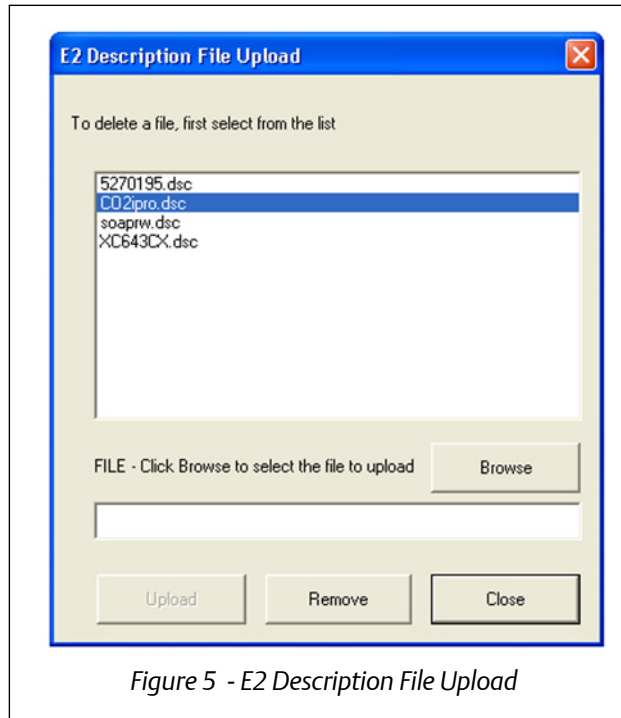 E2 Description File Upload
To delete a file, first select from the list
5270195.dsc
CO2ipro.dsc
soaprw.dsc
XC643CX.dsc
FILE - Click Browse to select the file to upload
Browse
Upload
Remove
Close
Figure 5 - E2 Description File Upload